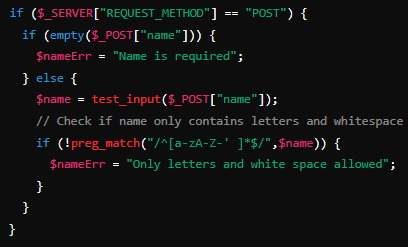 if ($_SERVER["REQUEST_METHOD"] == "POST") {
  if (empty($_POST["name"])) {
    $nameErr = "Name is required";
  } else {
    $name = test_input($_POST["name"]);
    // Check if name only contains letters and whitespace
    if (!preg_match("/^[a-zA-Z-' ]*$/",$name)) {
      $nameErr = "Only letters and white space allowed";
    }
  }
}